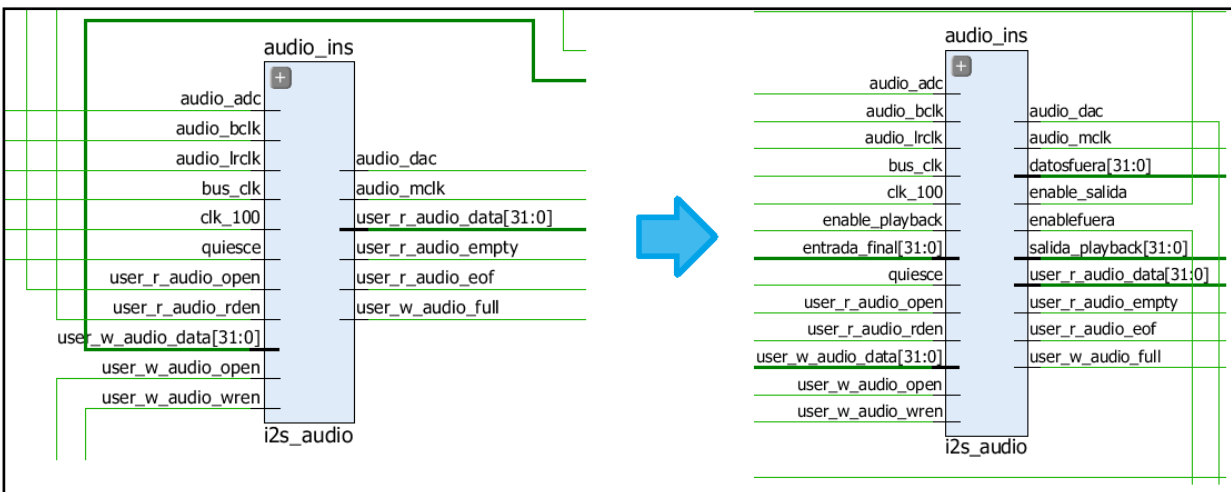 audio_ins
audio_adc
audio_bclk
audio_lrclk
bus_clk
clk_100
quiesce
user_r_audio_open
user_r_audio_rden
user_w_audio_data[31:0]
user_w_audio_open
user_w_audio_wren
audio_dac
audio_mclk
user_r_audio_data[31:0]
user_r_audio_empty
user_r_audio_eof
user_w_audio_full
i2s_audio
audio_ins
audio_adc
audio_bclk
audio_lrclk
bus_clk
clk_100
enable_playback
entrada_final[31:0]
quiesce
user_r_audio_open
user_r_audio_rden
user_w_audio_data[31:0]
user_w_audio_open
user_w_audio_wren
audio_dac
audio_mclk
datosfuera[31:0]
enable_salida
enablefuera
salida_playback[31:0]
user_r_audio_data[31:0]
user_r_audio_empty
user_r_audio_eof
user_w_audio_full
i2s_audio